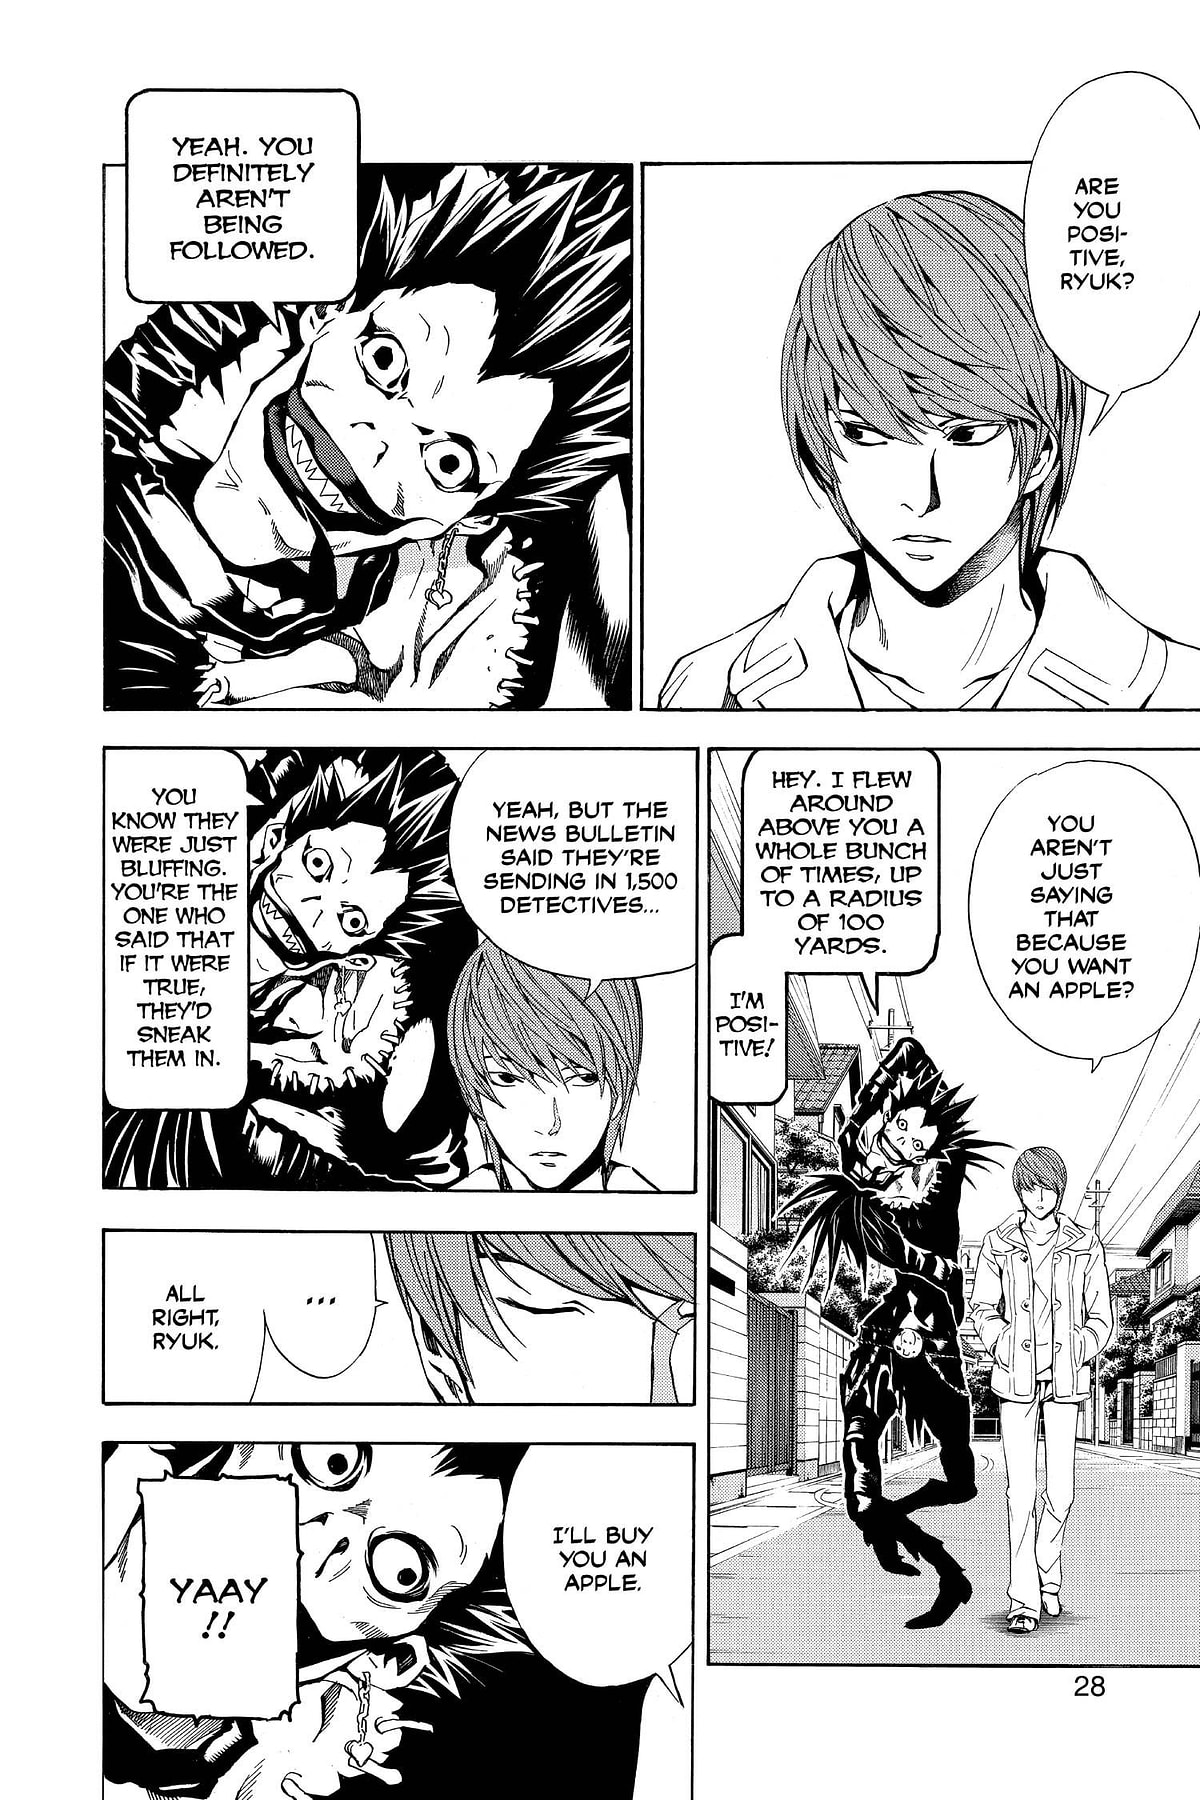 ARE
YOU
POSI-
TIVE,
RYUK?
YEAH. YOU
DEFINITELY
AREN'T
BEING
FOLLOWED.
YOU
AREN'T
JUST
SAYING
THAT
BECAUSE
YOU WANT
AN APPLE?
HEY. I FLEW
AROUND
ABOVE YOU A
WHOLE BUNCH
OF TIMES, UP
TO A RADIUS
OF 100
YARDS.
I'M
POSI-
TIVE!
YEAH, BUT THE
NEWS BULLETIN
SAID THEY'RE
SENDING IN 1,500
DETECTIVES...
YOU
KNOW THEY
WERE JUST
BLUFFING.
YOU'RE THE
ONE WHO
SAID THAT
IF IT WERE
TRUE,
THEY'D
SNEAK
THEM IN.
...
ALL
RIGHT,
RYUK.
I'LL BUY
YOU AN
APPLE.
YAAY
!!
28